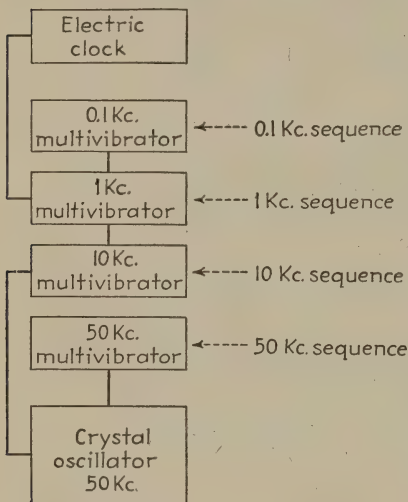 Electric
clock
0.1 Kc.
multivibrator
0.1 Kc. sequence
1 Kc.
multivibrator
1 Kc. sequence
10 Kc.
multivibrator
10 Kc. sequence
50 Kc.
multivibrator
50 Kc. sequence
Crystal
oscillator
50 Kc.